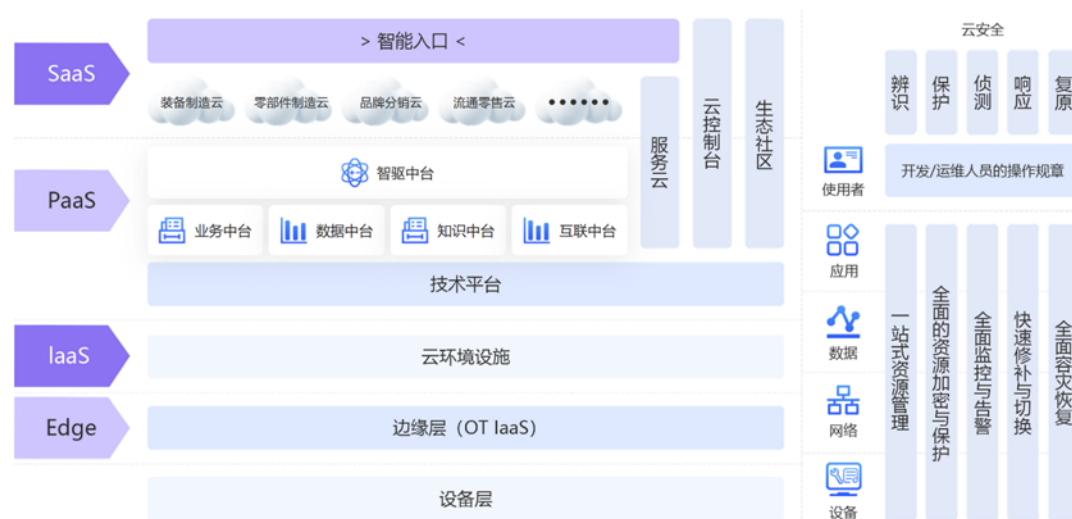 SaaS
> 智能入口 <
装备制造云
零部件制造云
品牌分销云
流通零售云
••••••
PaaS
智驱中台
业务中台
数据中台
知识中台
互联中台
技术平台
服务云
云控制台
生态社区
IaaS
云环境设施
Edge
边缘层（OT IaaS）
设备层
云安全
辨识
保护
侦测
响应
复原
使用者
开发/运维人员的操作规章
应用
数据
网络
设备
一站式资源管理
全面的资源加密与保护
全面监控与告警
快速修补与切换
全面容灾恢复